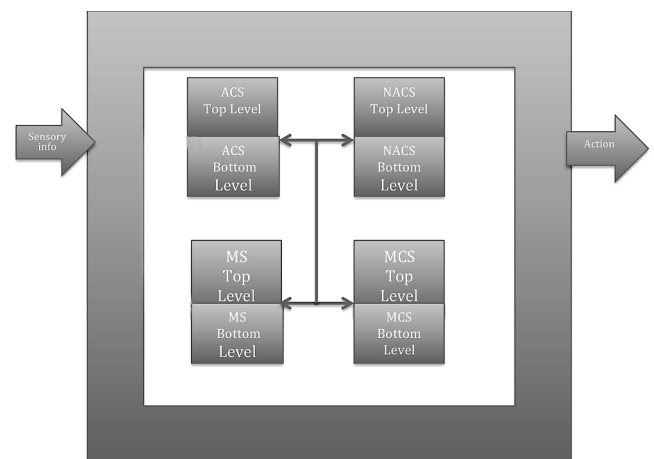 ACS
Top Level
NACS
Top Level
Sensory
info
Action
ACS
Bottom
Level
NACS
Bottom
Level
MS
Top
Level
MCS
Top
Level
MS
Bottom
Level
MCS
Bottom
Level